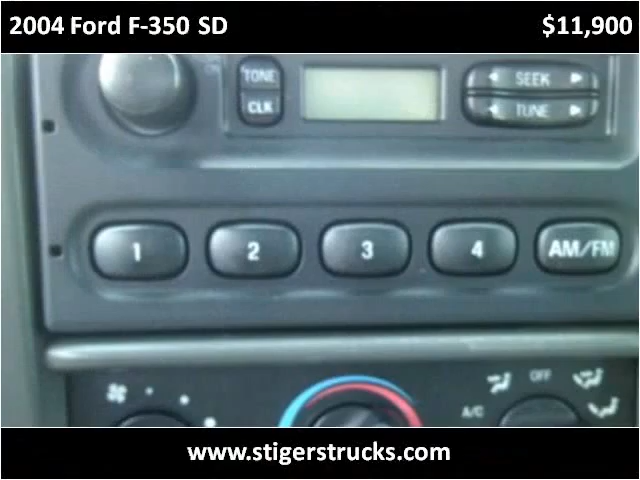 2004 Ford F-350 SD
$11,900
TONE
SEEK
CLK
TUNE
1 2 3 4 AM/FM
OFF
A/C
www.stigerstrucks.com